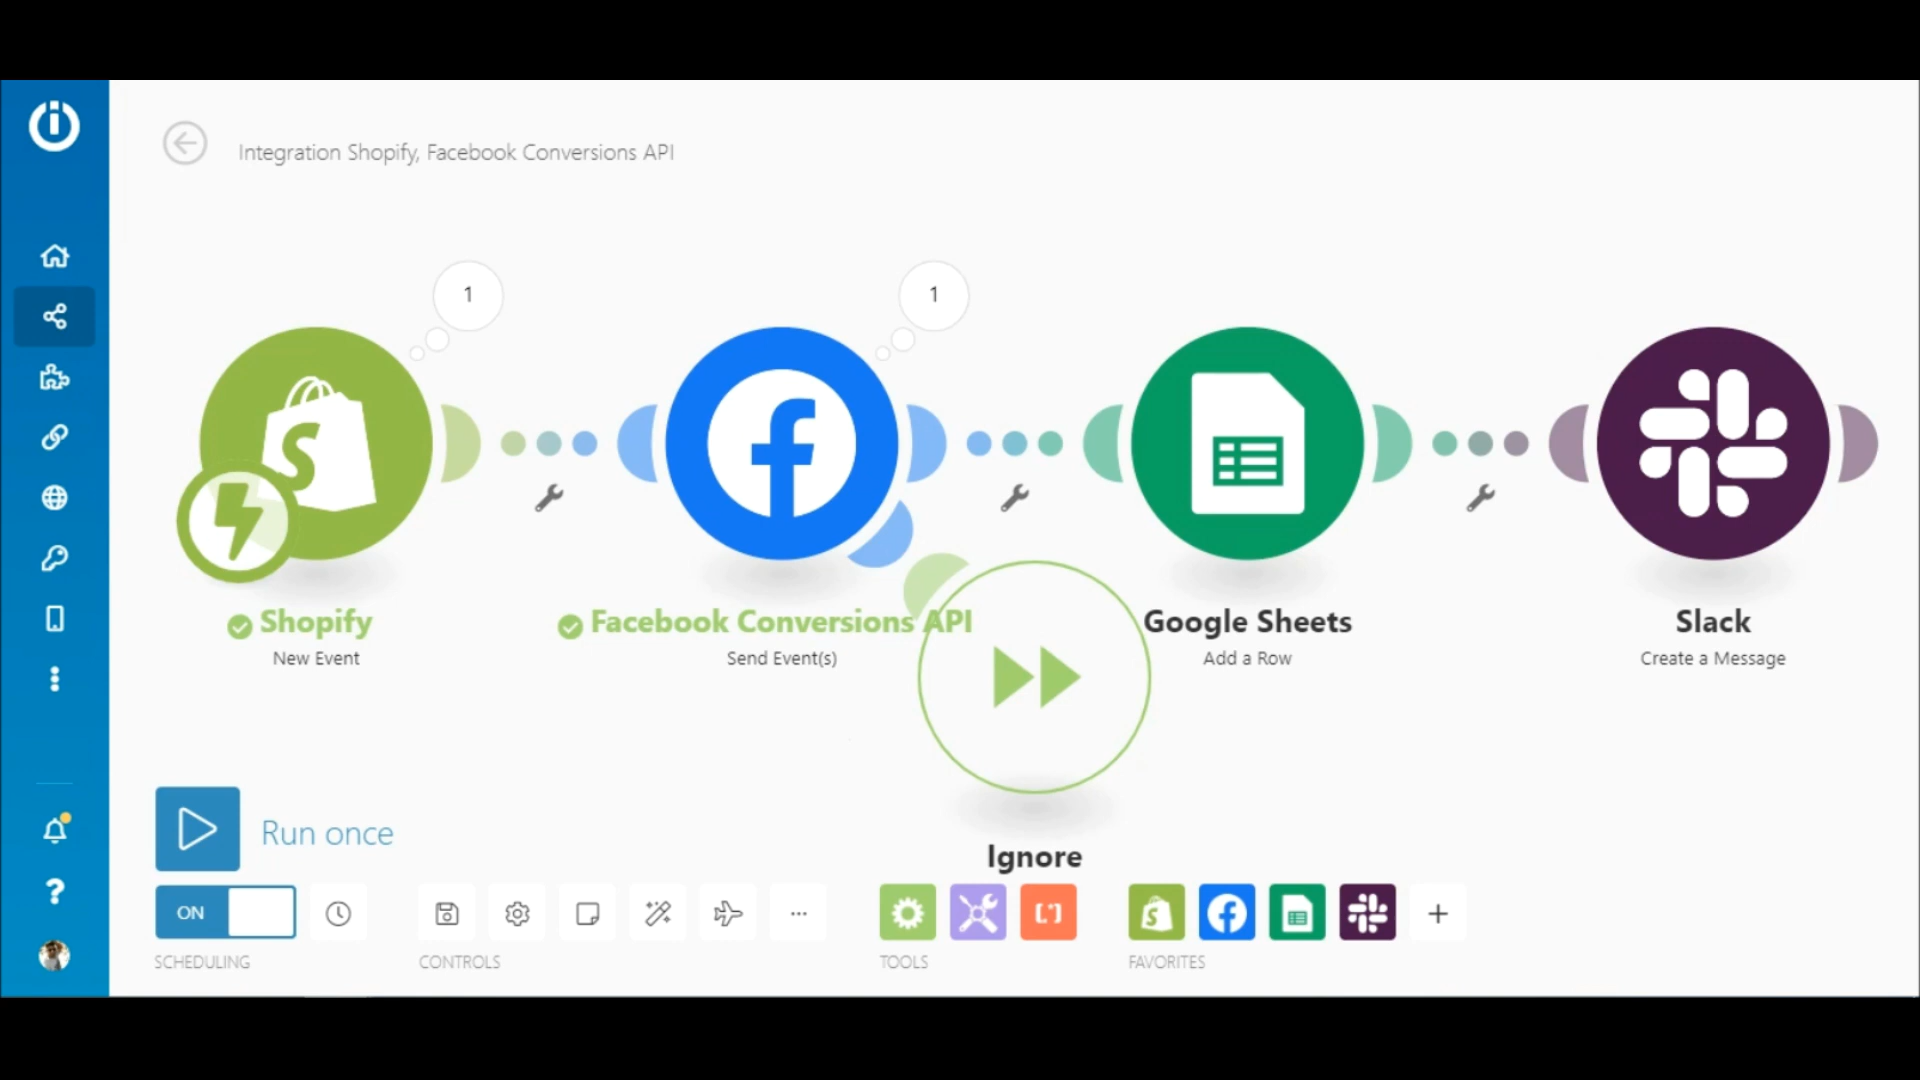 Integration Shopify, Facebook Conversions API
1
1
Shopify
New Event
Facebook Conversions API
Send Event(s)
Google Sheets
Add a Row
Slack
Create a Message
Ignore
Run once
ON
SCHEDULING
CONTROLS
TOOLS
FAVORITES